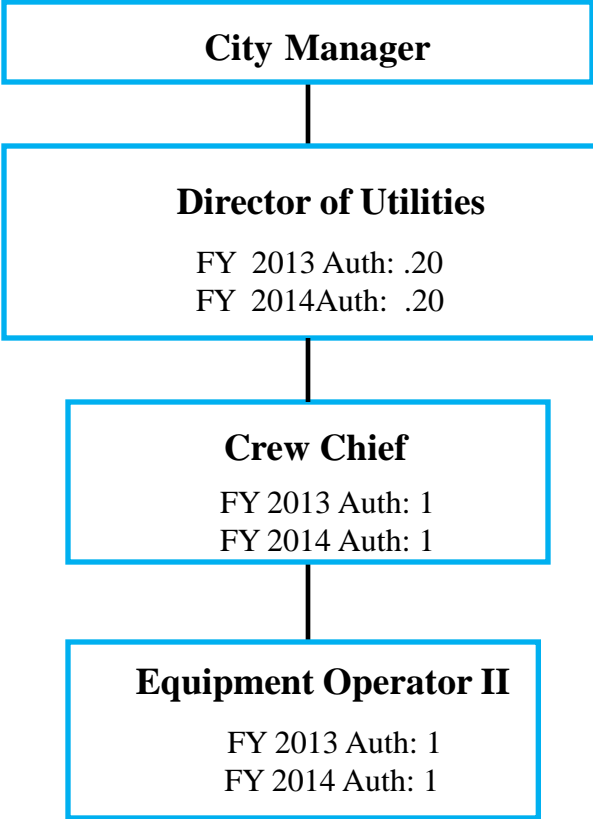 City Manager
Director of Utilities
FY 2013 Auth: .20
FY 2014Auth: .20
Crew Chief
FY 2013 Auth: 1
FY 2014 Auth: 1
Equipment Operator II
FY 2013 Auth: 1
FY 2014 Auth: 1